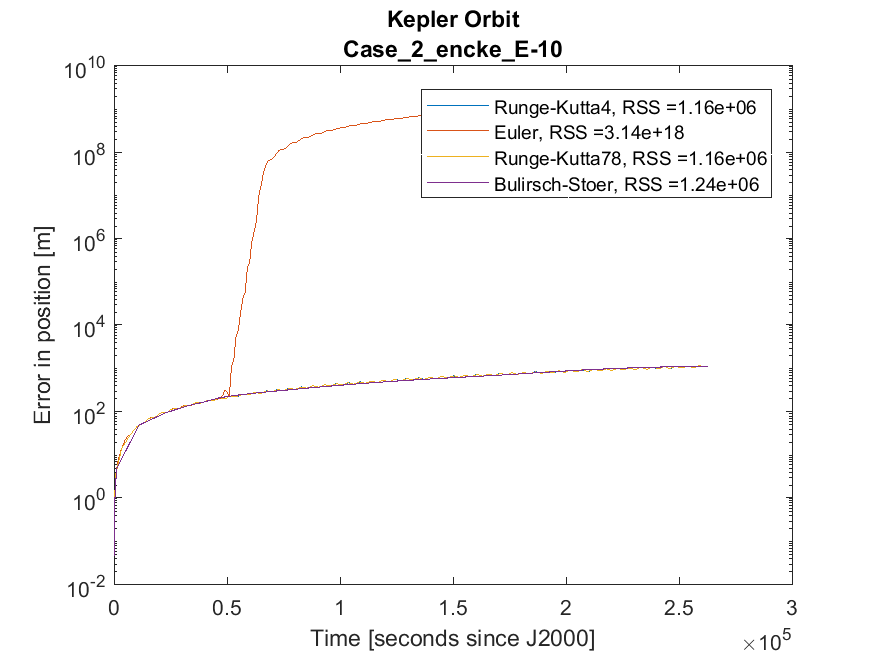 Kepler Orbit
Case_2_encke_E-10
10^10
10^8
10^6
10^4
10^2
10^0
10^-2
Error in position [m]
Runge-Kutta4, RSS =1.16e+06
Euler, RSS =3.14e+18
Runge-Kutta78, RSS =1.16e+06
Bulirsch-Stoer, RSS =1.24e+06
0 0.5 1 1.5 2 2.5 3
Time [seconds since J2000]
×10^5